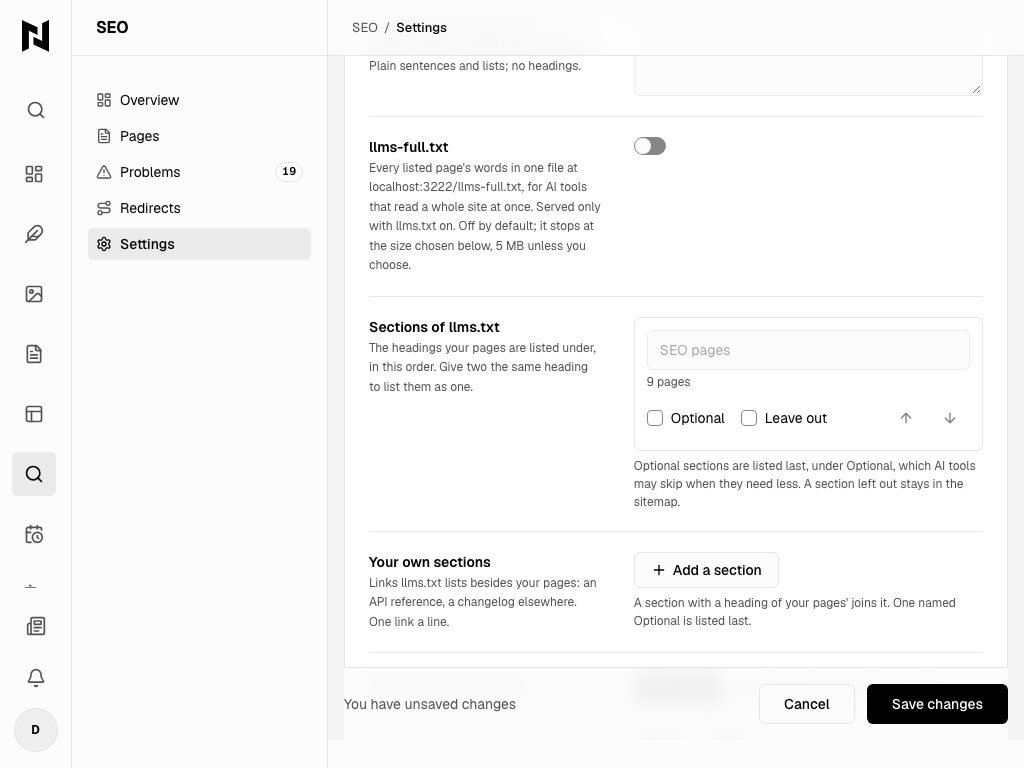 SEO
SEO / Settings
Overview
Pages
Problems 19
Redirects
Settings
Plain sentences and lists; no headings.
llms-full.txt
Every listed page's words in one file at
localhost:3222/llms-full.txt, for AI tools
that read a whole site at once. Served only
with llms.txt on. Off by default; it stops at
the size chosen below, 5 MB unless you
choose.
Sections of llms.txt
The headings your pages are listed under,
in this order. Give two the same heading
to list them as one.
SEO pages
9 pages
Optional Leave out
Optional sections are listed last, under Optional, which AI tools
may skip when they need less. A section left out stays in the
sitemap.
Your own sections
Links llms.txt lists besides your pages: an
API reference, a changelog elsewhere.
One link a line.
Add a section
A section with a heading of your pages' joins it. One named
Optional is listed last.
You have unsaved changes
Cancel
Save changes
D